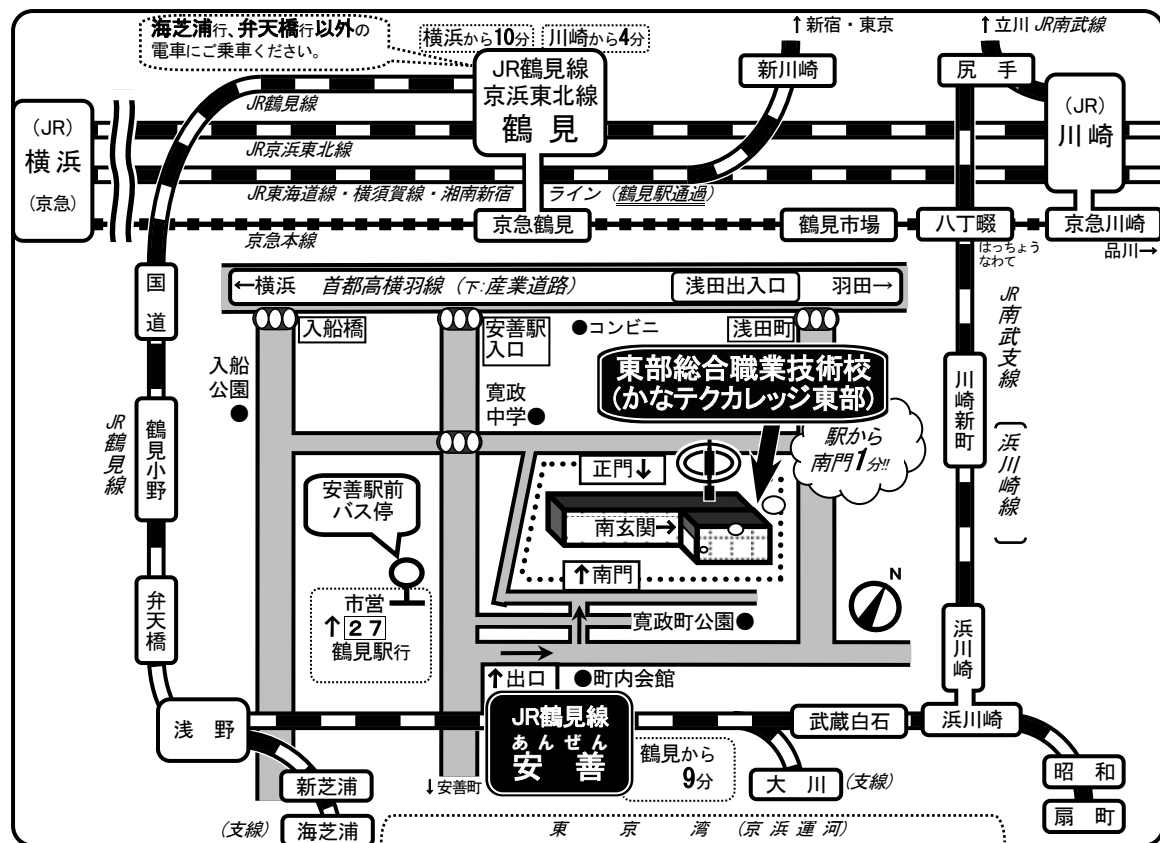 海芝浦行、弁天橋行以外の
電車にご乗車ください。
横浜から10分
川崎から4分
↑新宿・東京
↑立川 JR南武線
JR鶴見線
京浜東北線
鶴見
新川崎
尻手
(JR)
川崎
(JR)
横浜
(京急)
JR鶴見線
JR京浜東北線
JR東海道線・横須賀線・湘南新宿
ライン(鶴見駅通過)
京急鶴見
鶴見市場
八丁畷
京急川崎
京急本線
はっちょう
なわて
品川→
国道
←横浜
首都高横羽線(下:産業道路)
浅田出入口
羽田→
入船橋
安善駅
入口
●コンビニ
浅田町
JR南武支線
〔浜川崎線〕
入船
公園
●
寛政
中学●
東部総合職業技術校
(かなテクカレッジ東部)
川崎新町
JR鶴見線
鶴見小野
駅から
南門1分!!
正門↓
安善駅前
バス停
南玄関→
↑南門
N
弁天橋
市営
↑27
鶴見駅行
寛政町公園●
浜川崎
↑出口
●町内会館
浅野
JR鶴見線
あんぜん
安善
武蔵白石
浜川崎
鶴見から
9分
新芝浦
↓安善町
大川
(支線)
昭和
(支線)
海芝浦
扇町
東京湾(京浜運河)